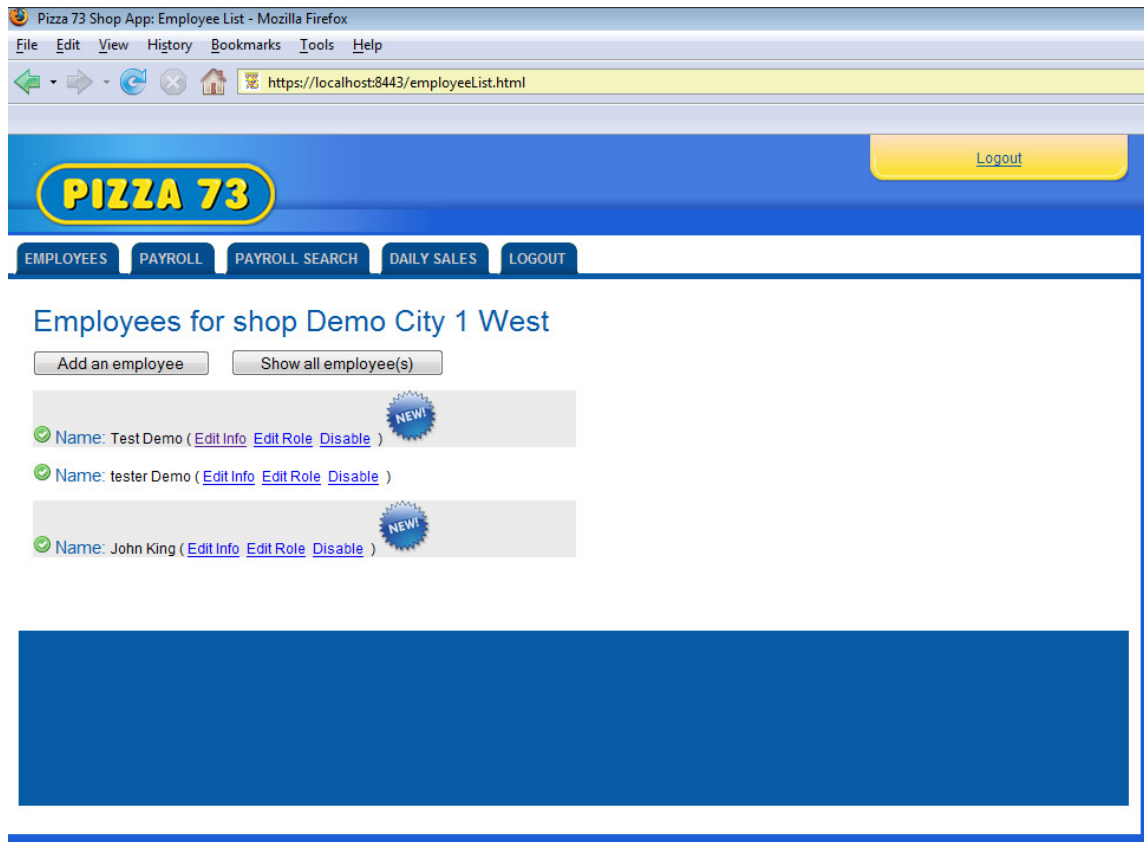 Pizza 73 Shop App: Employee List - Mozilla Firefox
File Edit View History Bookmarks Tools Help
https://localhost:8443/employeeList.html
Logout
PIZZA 73
EMPLOYEES PAYROLL PAYROLL SEARCH DAILY SALES LOGOUT
Employees for shop Demo City 1 West
Add an employee Show all employee(s)
NEW!
Name: Test Demo ( Edit Info Edit Role Disable )
Name: tester Demo ( Edit Info Edit Role Disable )
NEW!
Name: John King ( Edit Info Edit Role Disable )